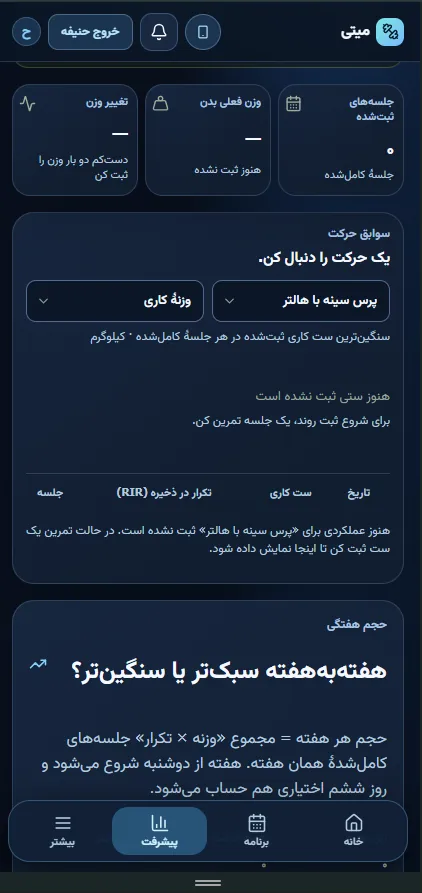 میتی
خروج حنیفه
ح
جلسه‌های
ثبت‌شده
۰
جلسهٔ کامل‌شده
وزن فعلی بدن
—
هنوز ثبت نشده
تغییر وزن
—
دست‌کم دو بار وزن را
ثبت کن
سوابق حرکت
یک حرکت را دنبال کن.
پرس سینه با هالتر
وزنهٔ کاری
سنگین‌ترین ست کاری ثبت‌شده در هر جلسهٔ کامل‌شده · کیلوگرم
هنوز ستی ثبت نشده است
برای شروع ثبت روند، یک جلسه تمرین کن.
تاریخ ست کاری تکرار در ذخیره (RIR) جلسه
هنوز عملکردی برای «پرس سینه با هالتر» ثبت نشده است. در حالت تمرین یک
ست ثبت کن تا اینجا نمایش داده شود.
حجم هفتگی
هفته‌به‌هفته سبک‌تر یا سنگین‌تر؟
حجم هر هفته = مجموع «وزنه × تکرار» جلسه‌های
کامل‌شدهٔ همان هفته. هفته از دوشنبه شروع می‌شود و
روز ششم اختیاری هم حساب می‌شود.
خانه
برنامه
پیشرفت
بیشتر